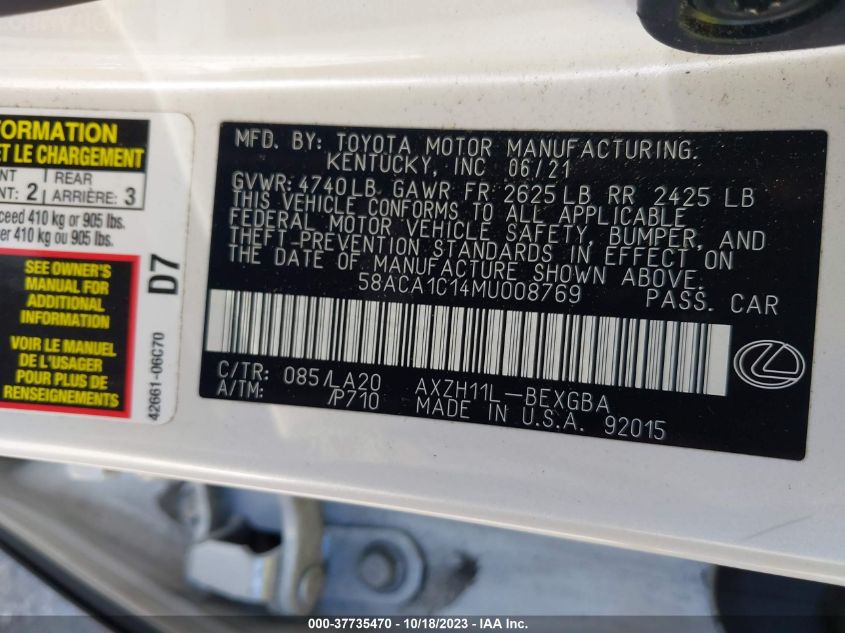 FORMATION
ET LE CHARGEMENT
NT REAR
NT: 2 ARRIÈRE: 3
ceed 410 kg or 905 lbs.
er 410 kg ou 905 lb.
SEE OWNER'S
MANUAL FOR
ADDITIONAL
INFORMATION
VOIR LE MANUEL
DE L'USAGER
POUR PLUS DE
RENSEIGNEMENTS
D7
42661-06C70
MFD. BY: TOYOTA MOTOR MANUFACTURING.
KENTUCKY, INC 06/21
GVWR: 4740LB. GAWR FR 2625 LB RR 2425 LB
THIS VEHICLE CONFORMS TO ALL APPLICABLE
FEDERAL MOTOR VEHICLE SAFETY, BUMPER, AND
THEFT-PREVENTION STANDARDS IN EFFECT ON
THE DATE OF MANUFACTURE SHOWN ABOVE.
58ACA1C14MU008769 PASS. CAR
C/TR: 085/LA20 AXZH11L-BEXGBA
A/TM: /P710 MADE IN U.S.A. 92015
000-37735470 - 10/18/2023 - © IAA Inc.